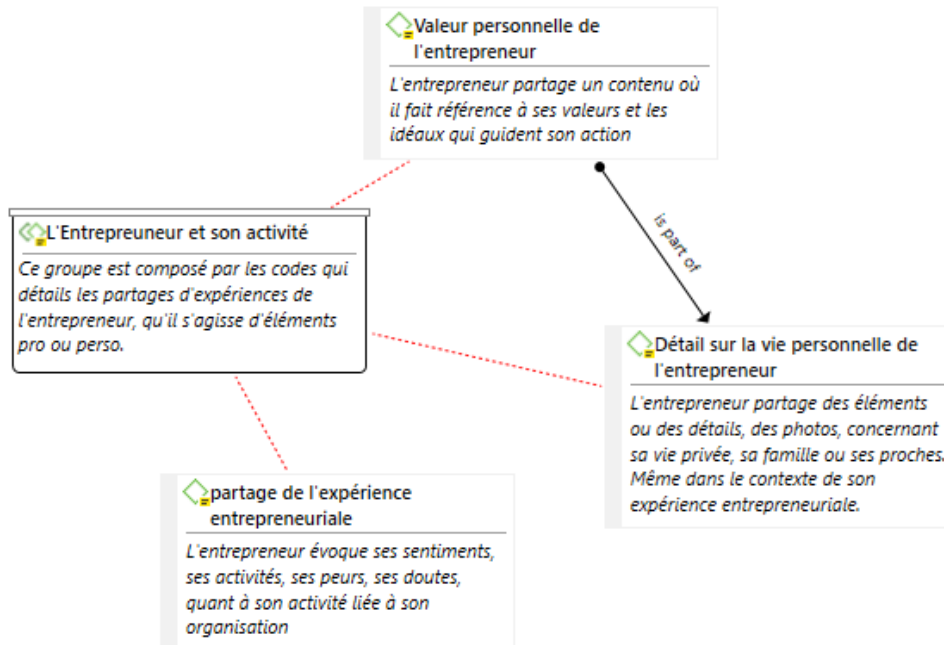 Valeur personnelle de
l'entrepreneur
L'entrepreneur partage un contenu où
il fait référence à ses valeurs et les
idéaux qui guident son action
is part of
L'Entrepreuneur et son activité
Ce groupe est composé par les codes qui
détails les partages d'expériences de
l'entrepreneur, qu'il s'agisse d'éléments
pro ou perso.
Détail sur la vie personnelle de
l'entrepreneur
L'entrepreneur partage des éléments
ou des détails, des photos, concernant
sa vie privée, sa famille ou ses proches.
Même dans le contexte de son
expérience entrepreneuriale.
partage de l'expérience
entrepreneuriale
L'entrepreneur évoque ses sentiments,
ses activités, ses peurs, ses doutes,
quant à son activité liée à son
organisation